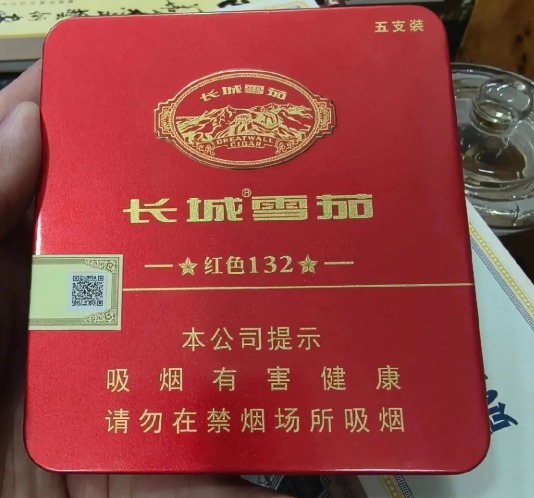 五支装
长城雪茄
GREATWALL
CIGAR
长城®雪茄
红色132
本公司提示
吸烟有害健康
请勿在禁烟场所吸烟